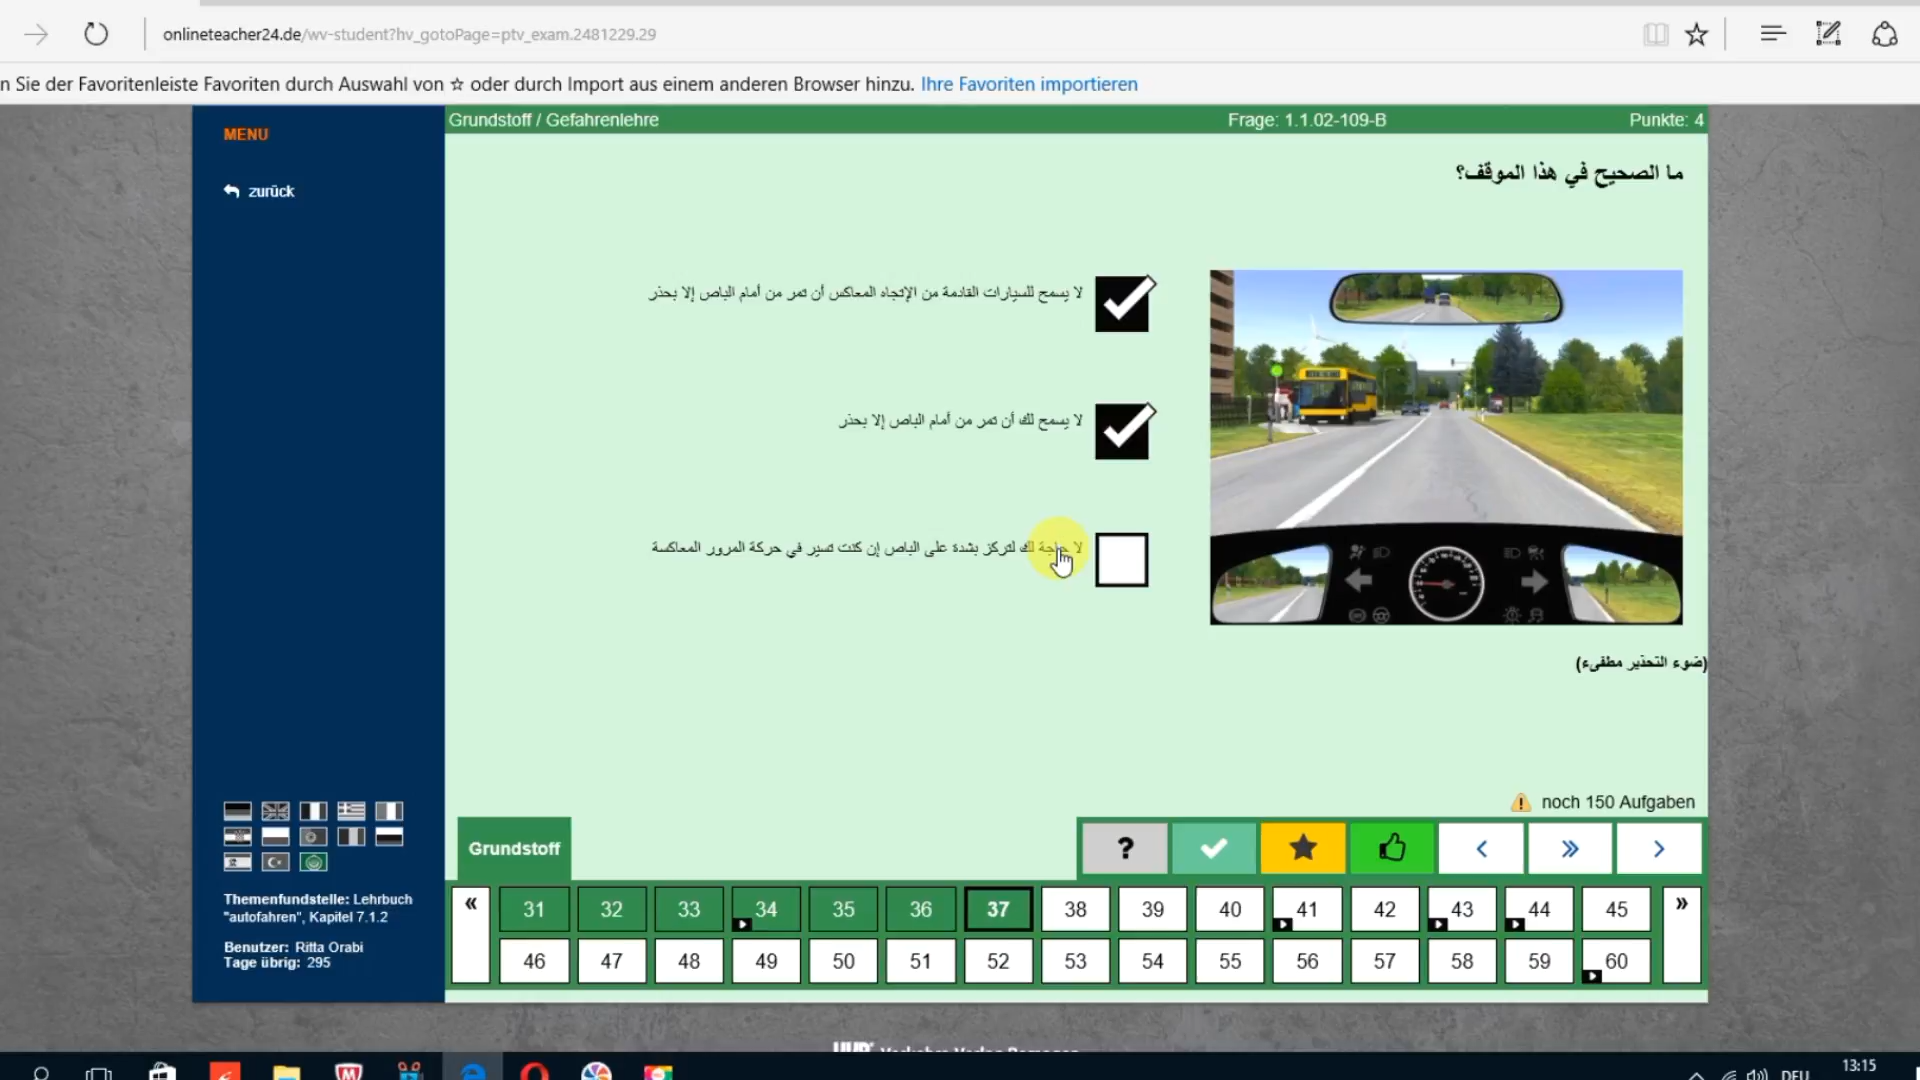 onlineteacher24.de/wv-student?hv_gotoPage=ptv_exam.2481229.29
n Sie der Favoritenleiste Favoriten durch Auswahl von ☆ oder durch Import aus einem anderen Browser hinzu. Ihre Favoriten importieren
MENU
zurück
Grundstoff / Gefahrenlehre
Frage: 1.1.02-109-B
Punkte: 4
ما الصحيح في هذا الموقف؟
لا يسمح للسيارات القادمة من الإتجاه المعاكس أن تمر من أمام الباص إلا بحذر
لا يسمح لك أن تمر من أمام الباص إلا بحذر
لا حاجة لك لتركز بشدة على الباص إن كنت تسير في حركة المرور المعاكسة
(ضوء التحذير مطفىء)
noch 150 Aufgaben
Grundstoff
?
« 31 32 33 34 35 36 37 38 39 40 41 42 43 44 45 »
46 47 48 49 50 51 52 53 54 55 56 57 58 59 60
Themenfundstelle: Lehrbuch
"autofahren", Kapitel 7.1.2
Benutzer: Ritta Orabi
Tage übrig: 295
13:15
DEU